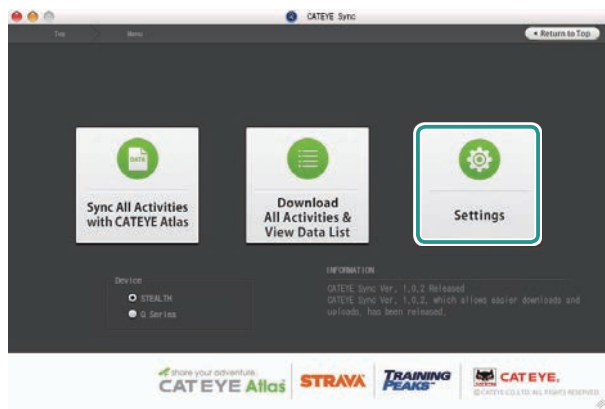 CATEYE Sync
Top
Menu
Return to Top
DATA
Sync All Activities
with CATEYE Atlas
Download
All Activities &
View Data List
Settings
Device
STEALTH
Q Series
INFORMATION
CATEYE Sync Ver. 1.0.2 Released
CATEYE Sync Ver. 1.0.2, which allows easier downloads and
uploads, has been released.
share your adventure.
CATEYE Atlas
STRAVA
TRAINING
PEAKS
CATEYE.
© CATEYE CO.,LTD. ALL RIGHTS RESERVED.